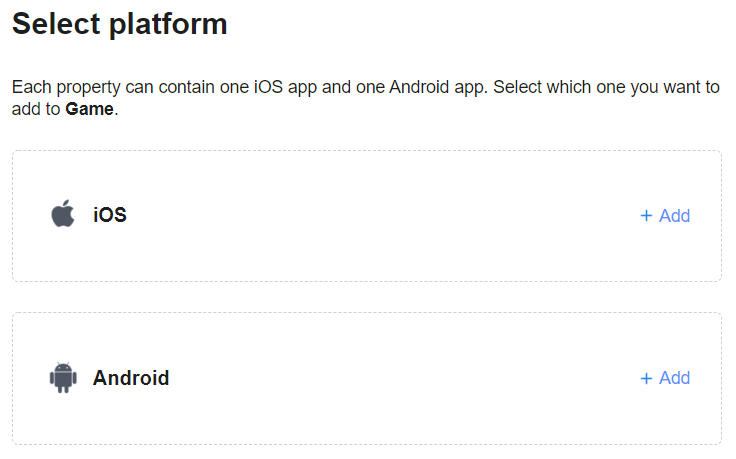 Select platform
Each property can contain one iOS app and one Android app. Select which one you want to
add to Game.
iOS
+ Add
Android
+ Add